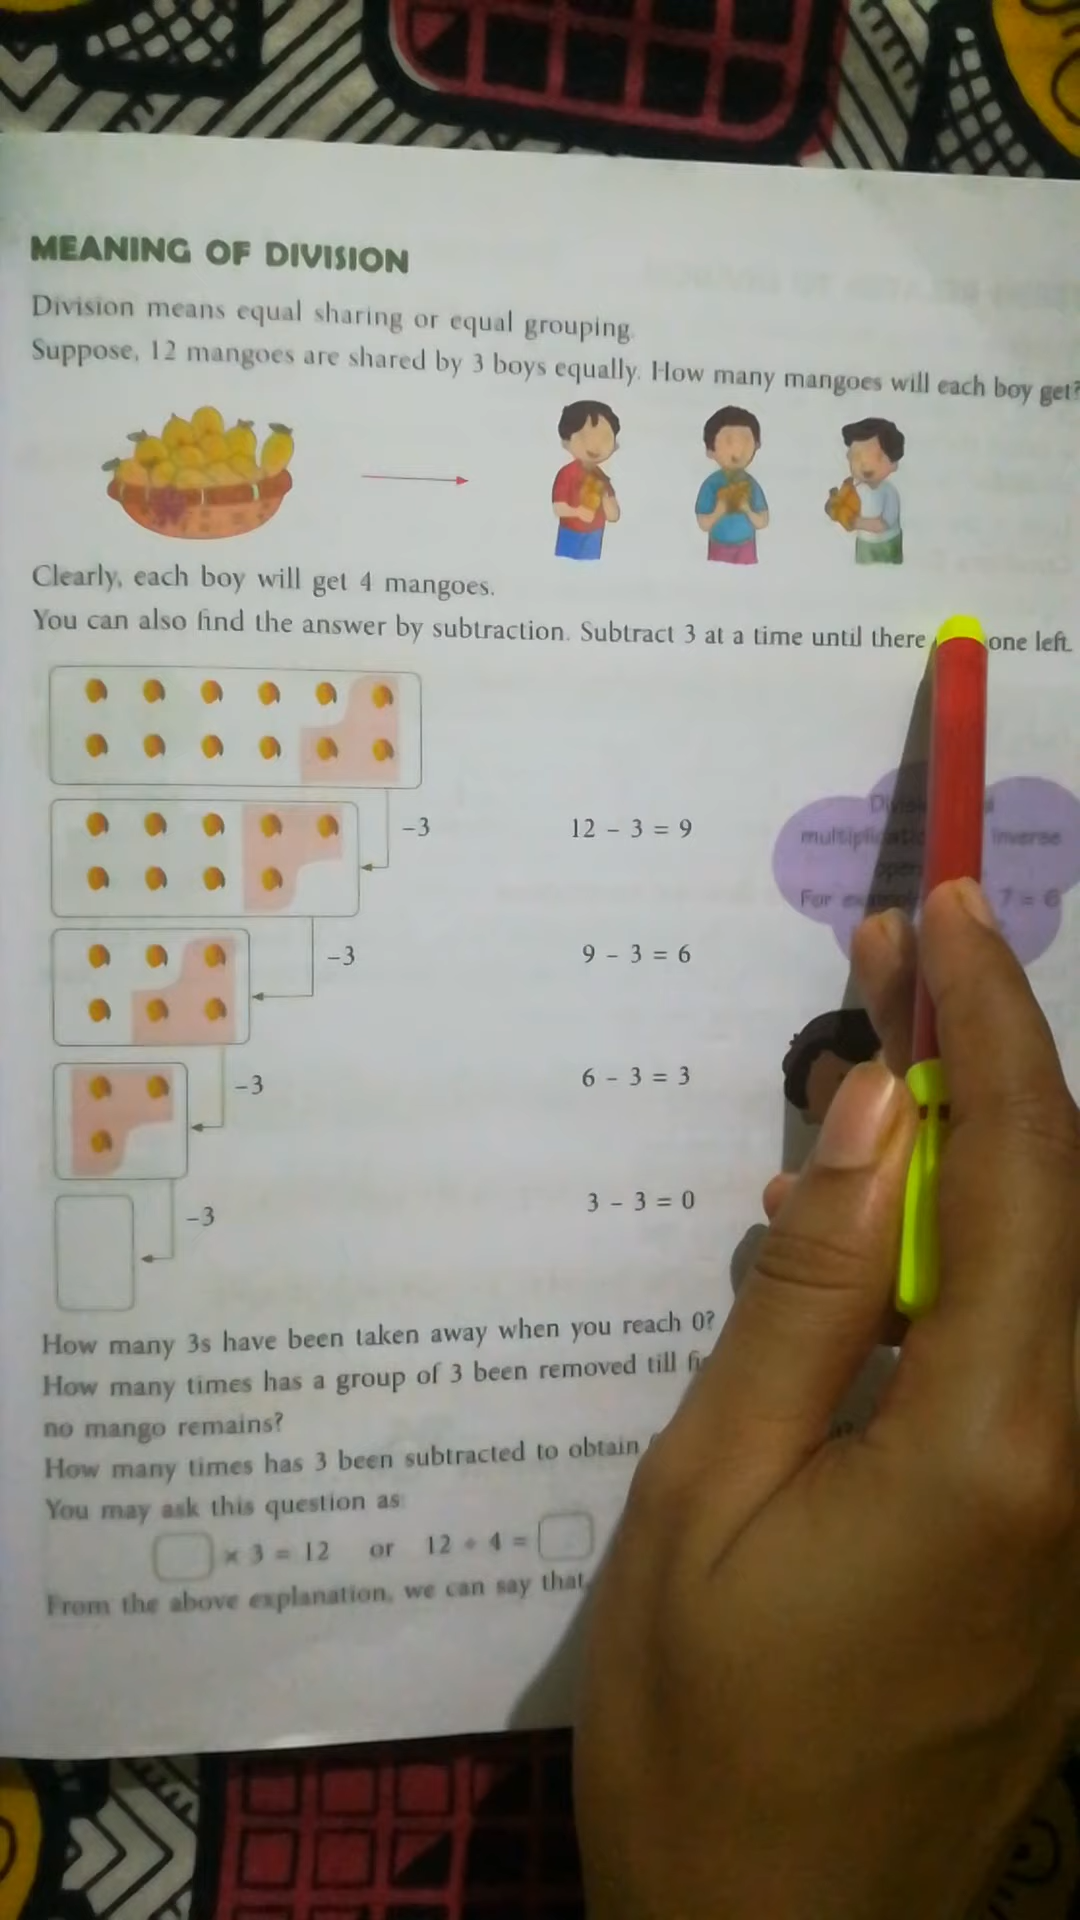 MEANING OF DIVISION
Division means equal sharing or equal grouping.
Suppose, 12 mangoes are shared by 3 boys equally. How many mangoes will each boy get?
Clearly, each boy will get 4 mangoes.
You can also find the answer by subtraction. Subtract 3 at a time until there one left.
-3 12 - 3 = 9
multiplicatio inverse
For 7 = 6
-3 9 - 3 = 6
-3 6 - 3 = 3
-3 3 - 3 = 0
How many 3s have been taken away when you reach 0?
How many times has a group of 3 been removed till
no mango remains?
How many times has 3 been subtracted to obtain
You may ask this question as
× 3 = 12 or 12 ÷ 4 =
From the above explanation, we can say that